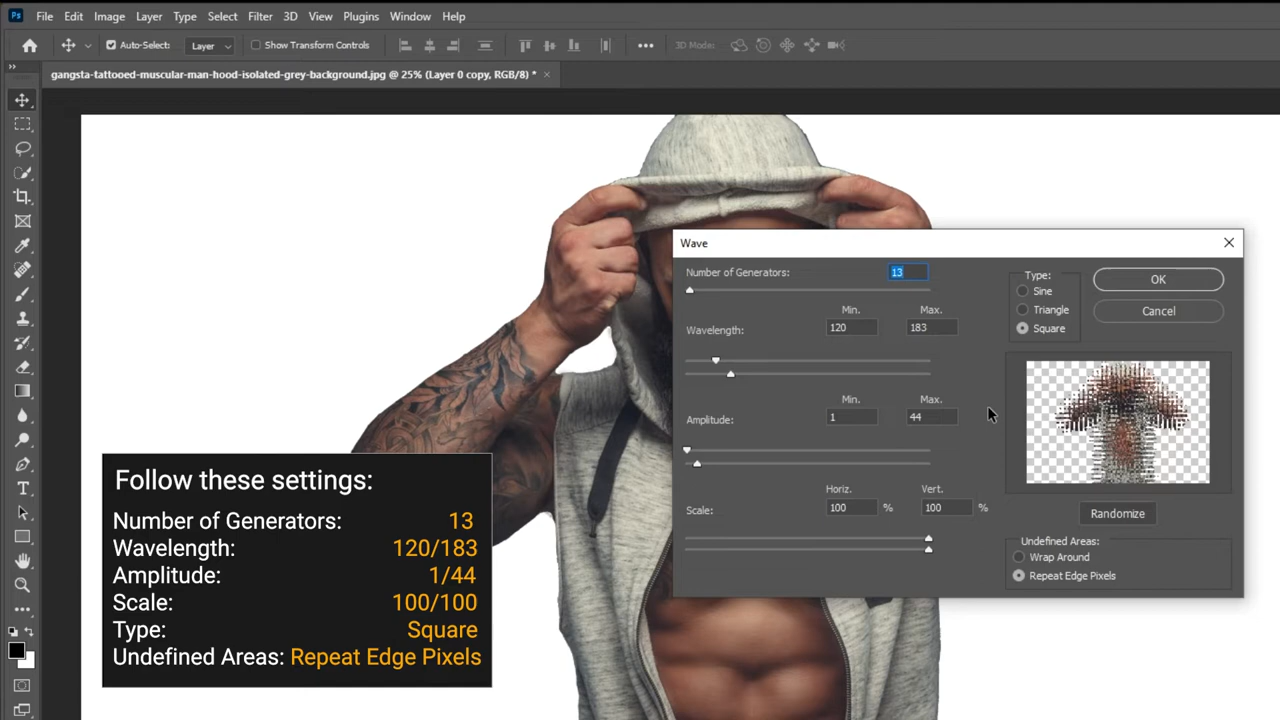 Ps File Edit Image Layer Type Select Filter 3D View Plugins Window Help
Auto-Select: Layer Show Transform Controls 3D Mode:
gangsta-tattooed-muscular-man-hood-isolated-grey-background.jpg @ 25% (Layer 0 copy, RGB/8) * ×
Wave
Number of Generators: 13
Type:
Sine
Triangle
Square
OK
Cancel
Min. Max.
Wavelength: 120 183
Min. Max.
Amplitude: 1 44
Horiz. Vert.
Scale: 100 % 100 %
Randomize
Undefined Areas:
Wrap Around
Repeat Edge Pixels
Follow these settings:
Number of Generators: 13
Wavelength: 120/183
Amplitude: 1/44
Scale: 100/100
Type: Square
Undefined Areas: Repeat Edge Pixels